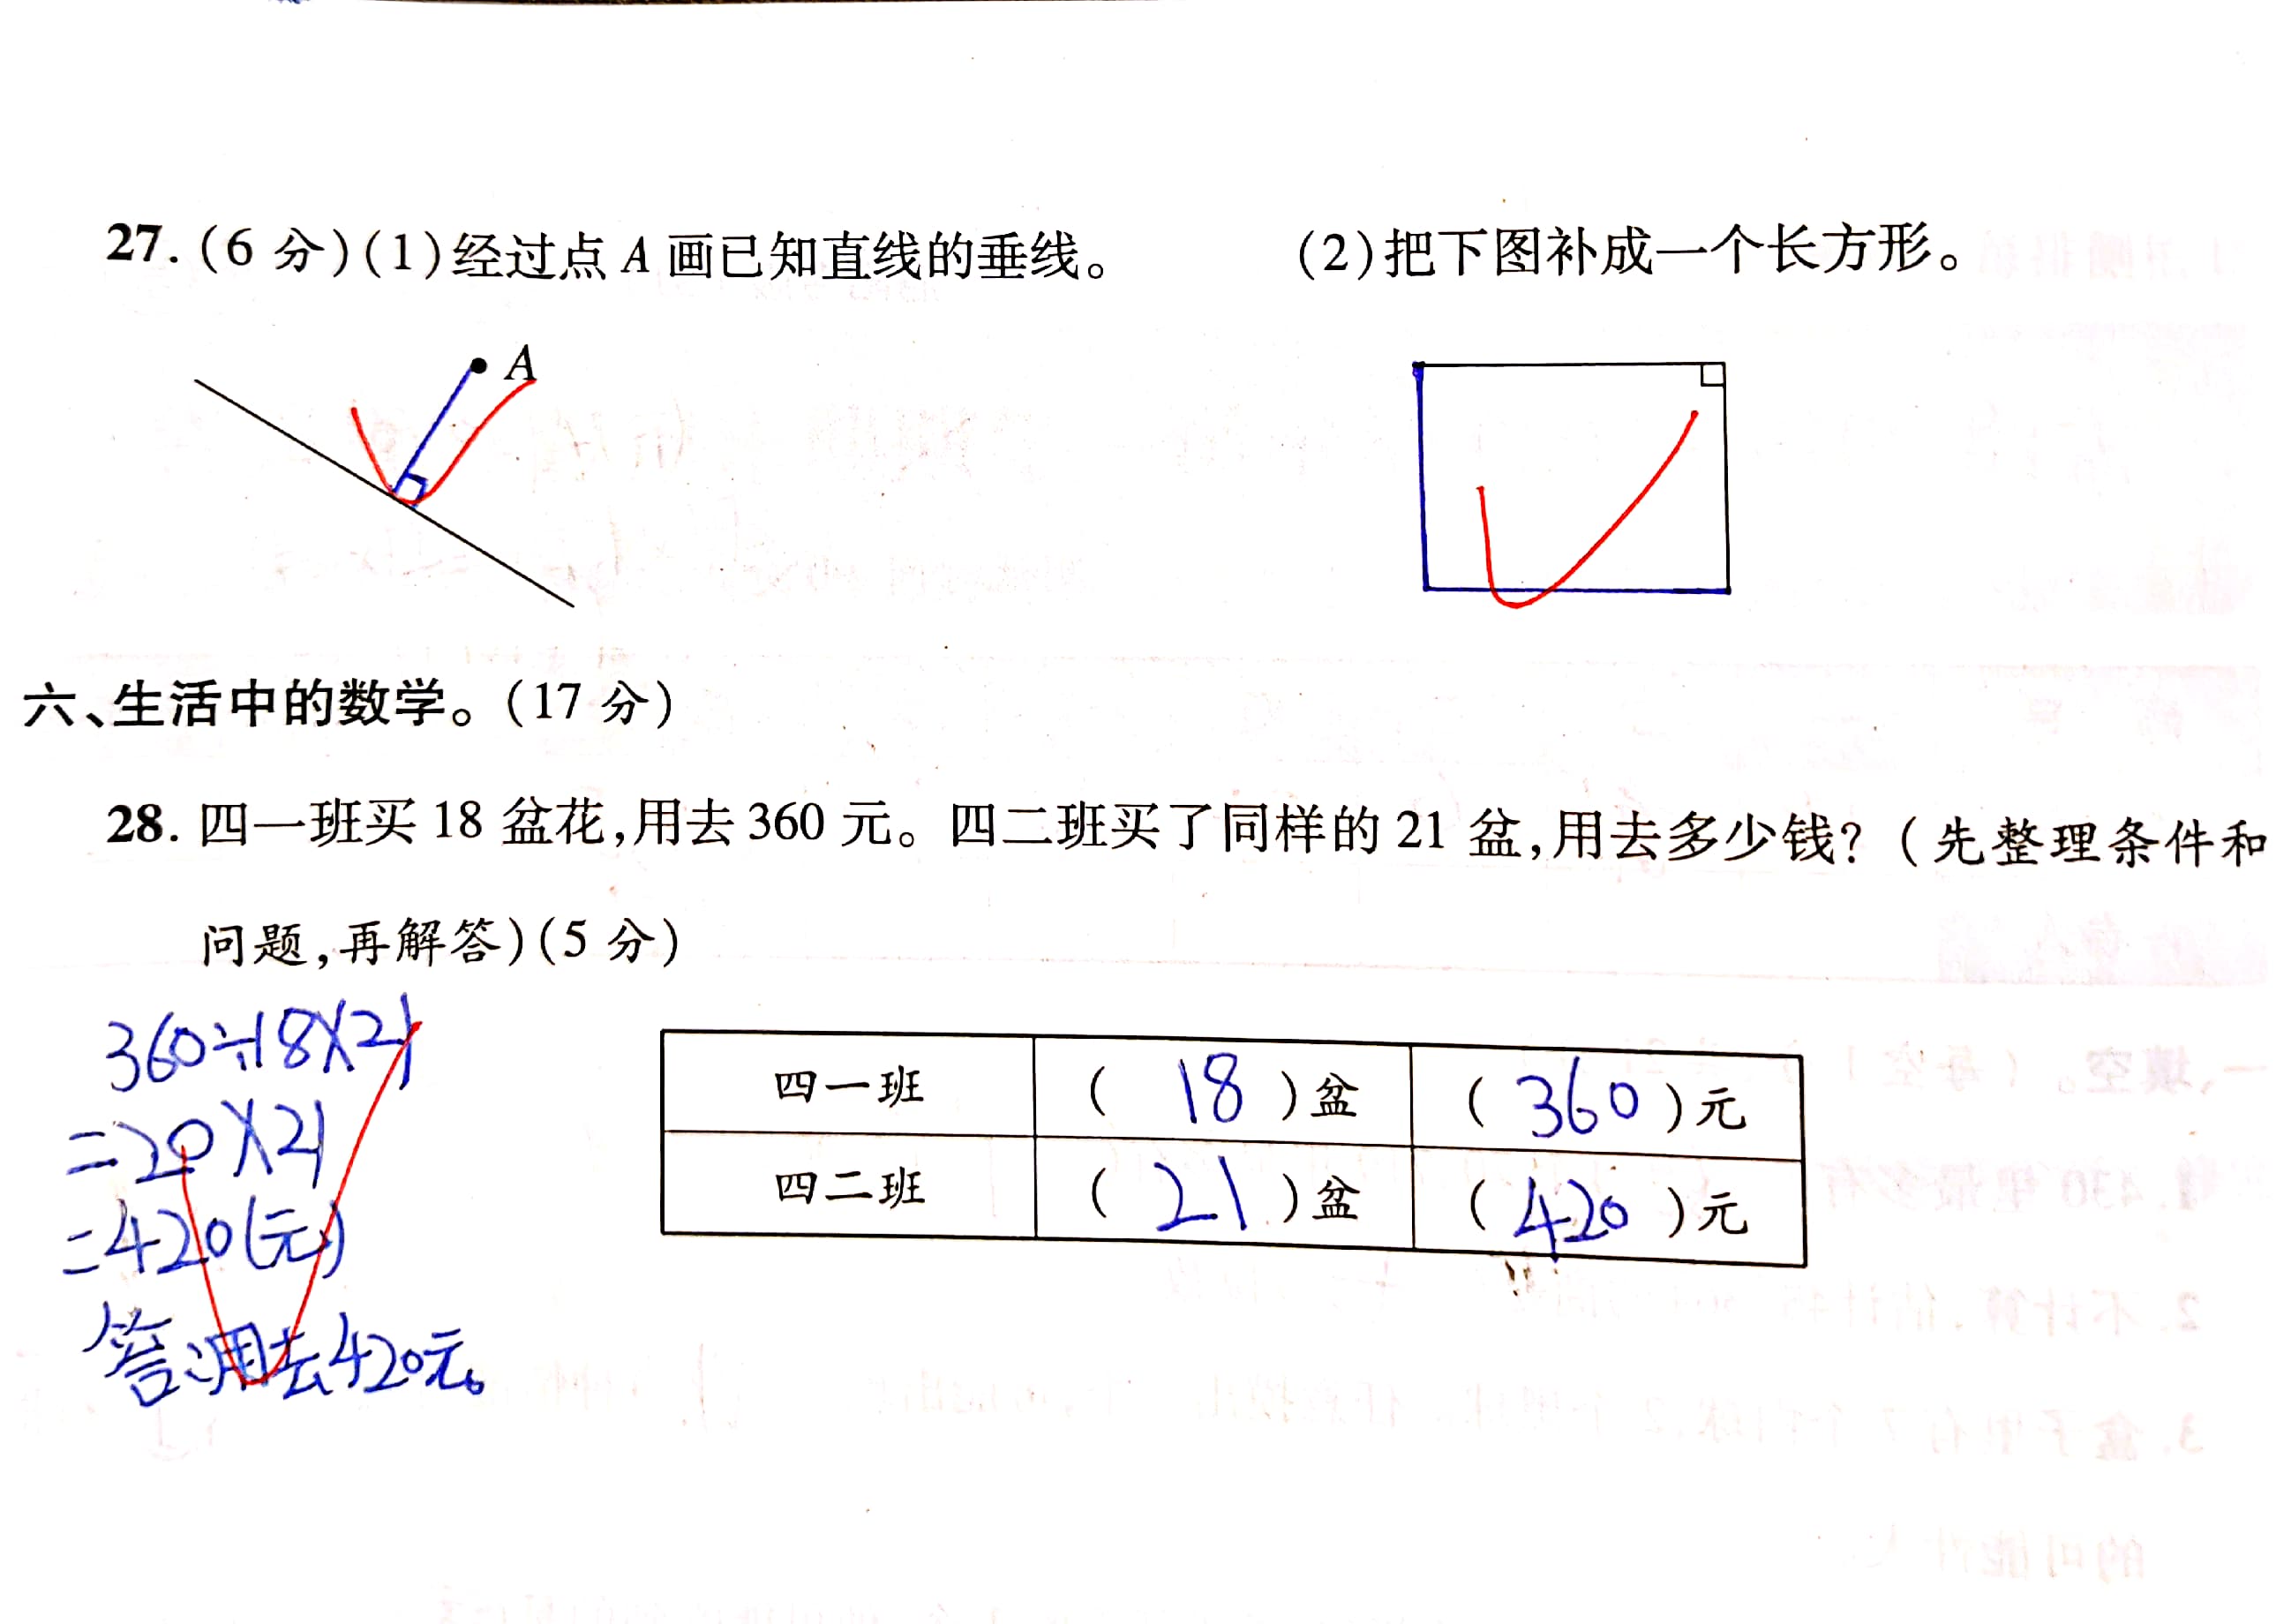 27. (6 分)(1)经过点 A 画已知直线的垂线。
(2)把下图补成一个长方形。
A
六、生活中的数学。(17 分)
28. 四一班买 18 盆花,用去 360 元。四二班买了同样的 21 盆,用去多少钱?(先整理条件和
问题,再解答)(5 分)
360÷18×21
=20×21
=420(元)
答:用去420元。
四一班 ( 18 )盆 ( 360 )元
四二班 ( 21 )盆 ( 420 )元